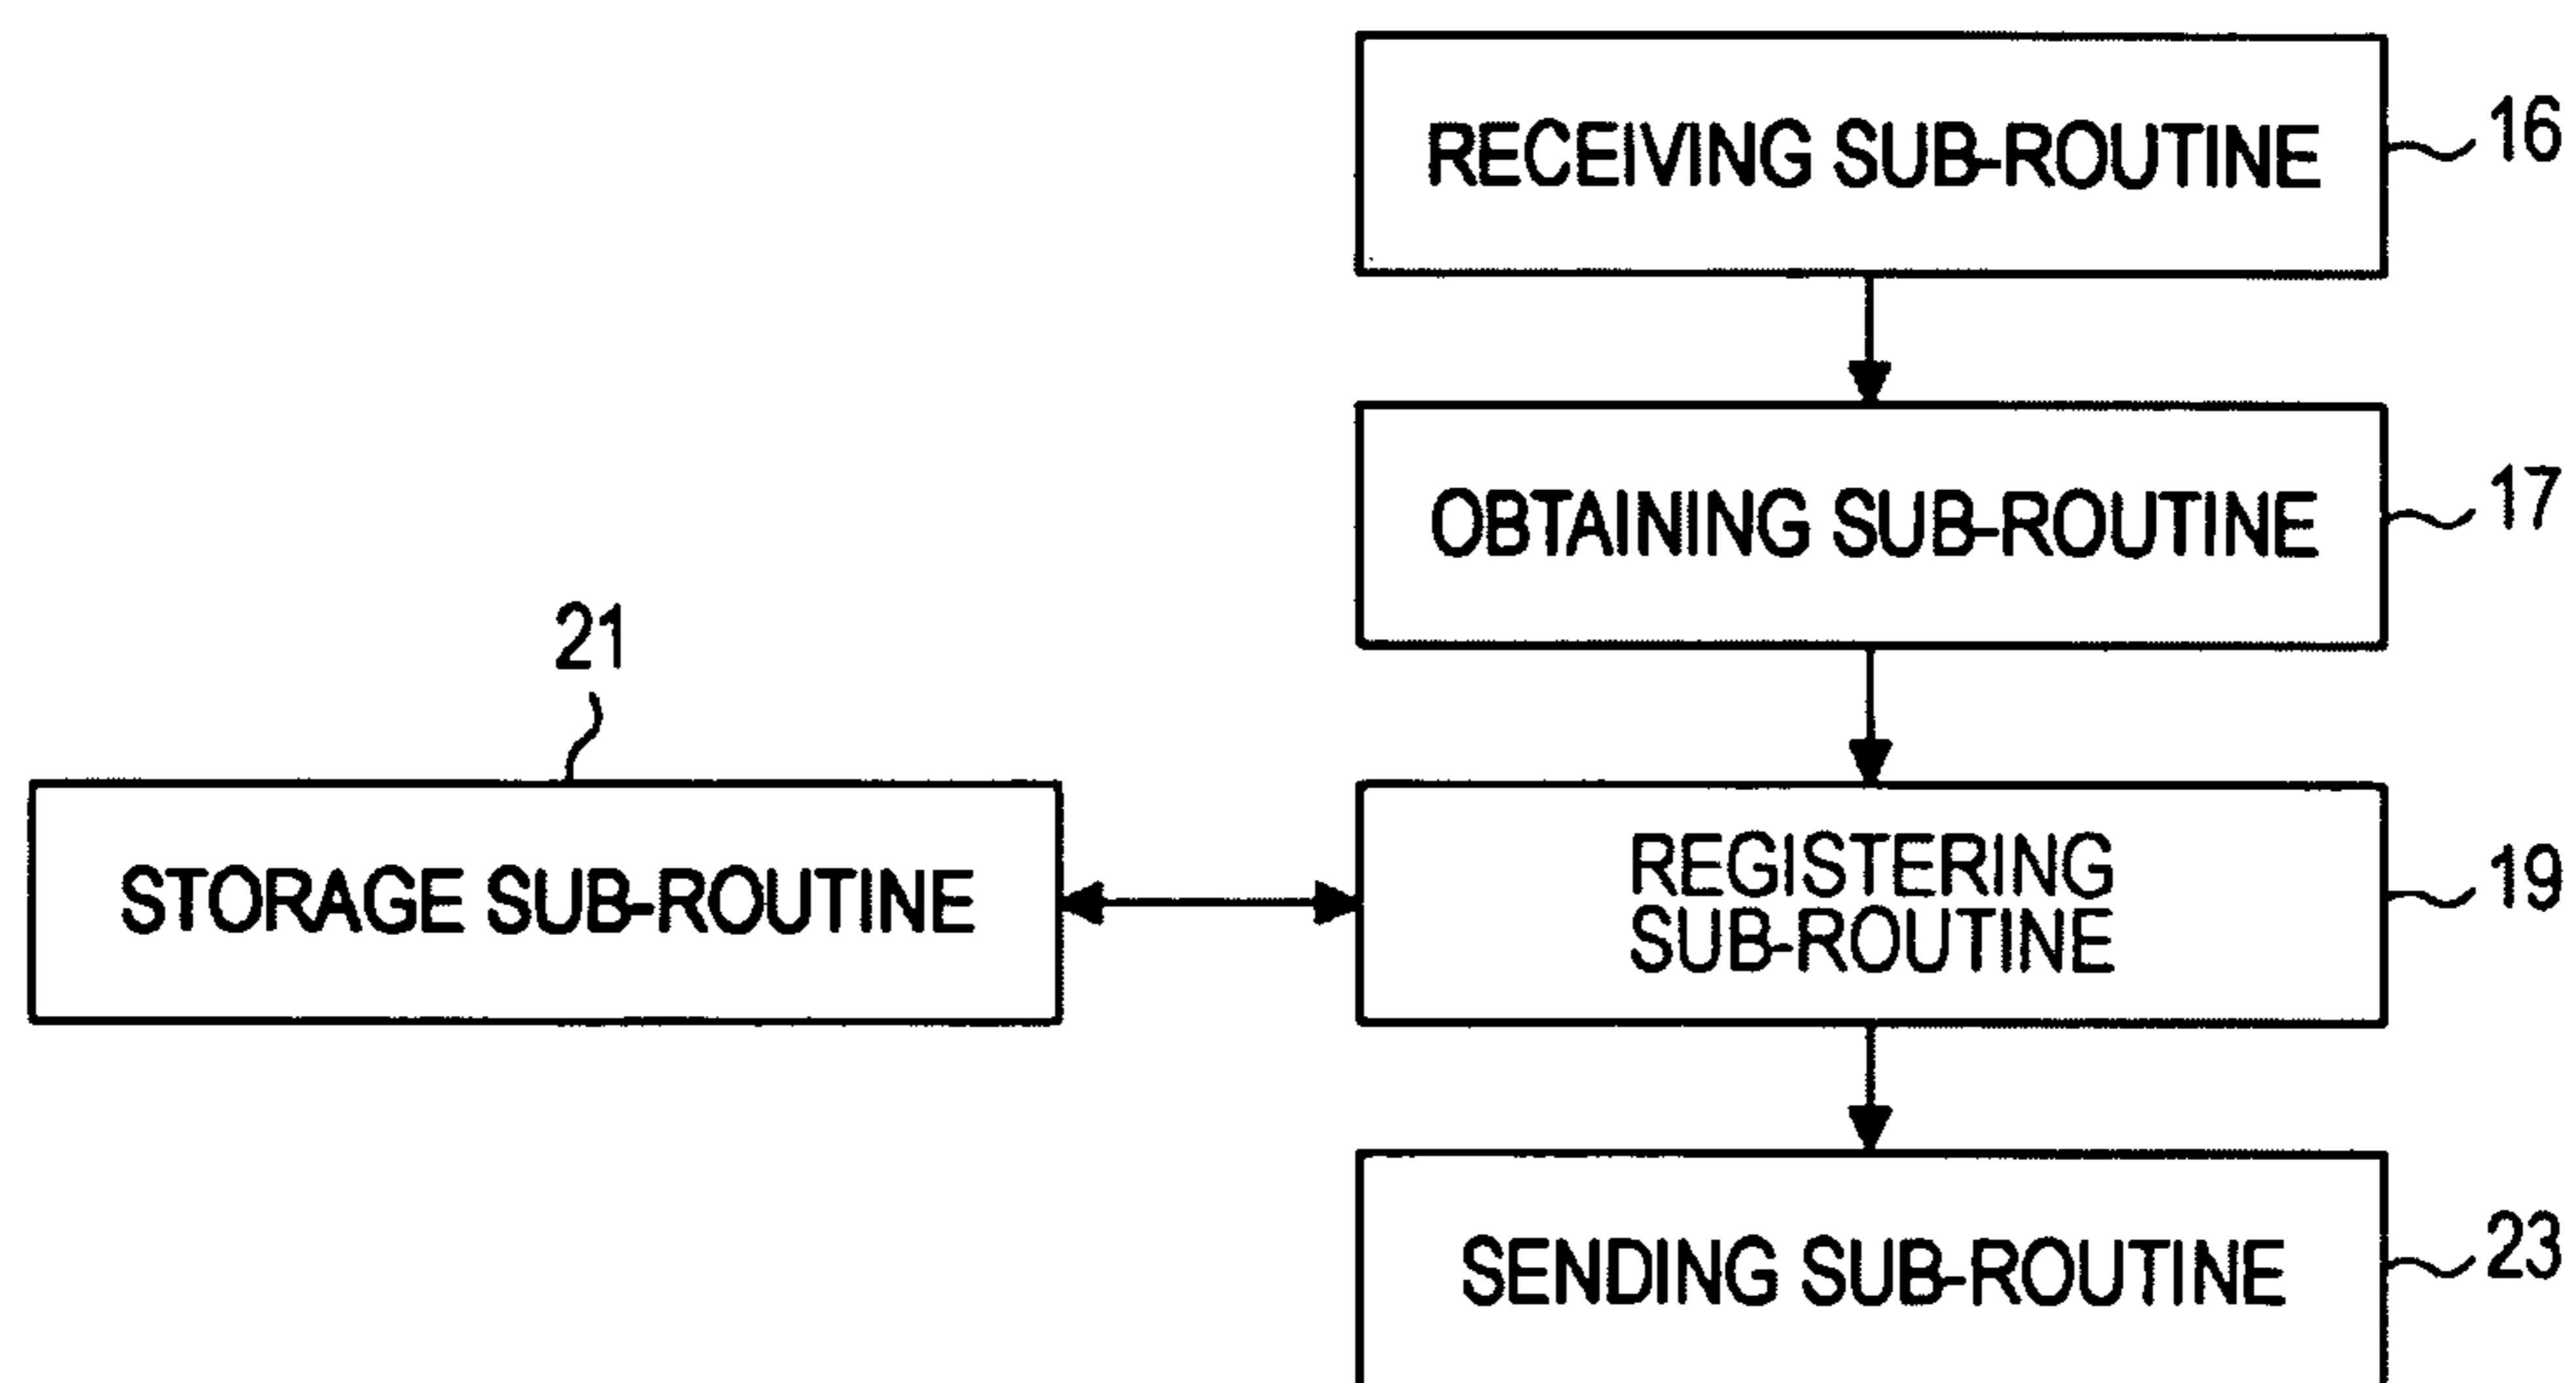 RECEIVING SUB-ROUTINE
16
OBTAINING SUB-ROUTINE
17
21
STORAGE SUB-ROUTINE
REGISTERING
SUB-ROUTINE
19
SENDING SUB-ROUTINE
23